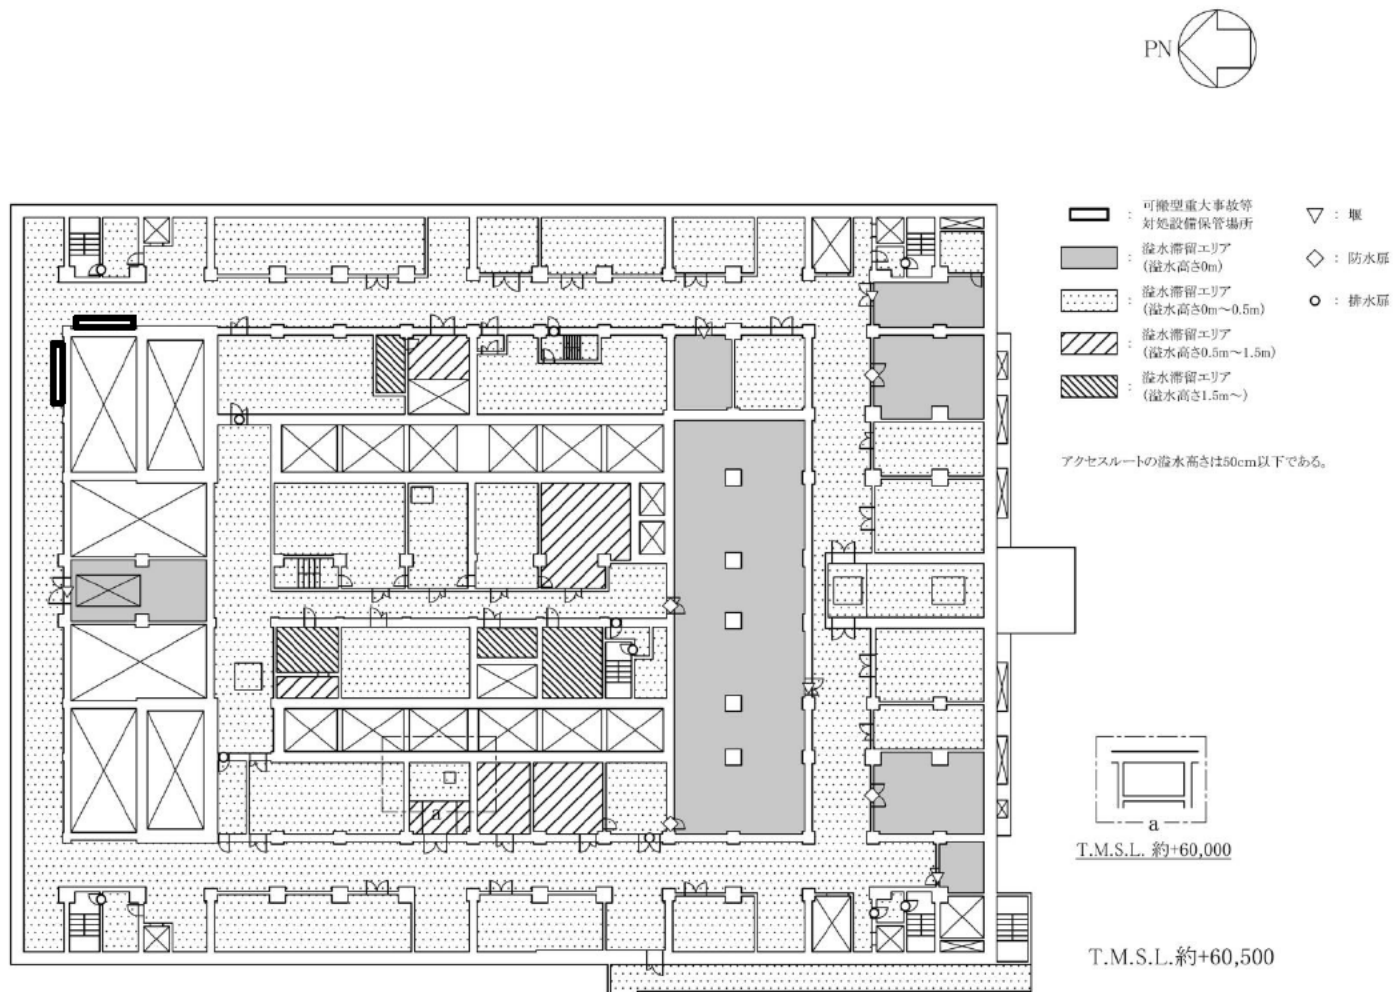 PN
： 可搬型重大事故等
対処設備保管場所
： 溢水滞留エリア
(溢水高さ0m)
： 溢水滞留エリア
(溢水高さ0m～0.5m)
： 溢水滞留エリア
(溢水高さ0.5m～1.5m)
： 溢水滞留エリア
(溢水高さ1.5m～)
： 堰
： 防水扉
： 排水扉
アクセスルートの溢水高さは50cm以下である。
a
a
T.M.S.L. 約+60,000
T.M.S.L.約+60,500